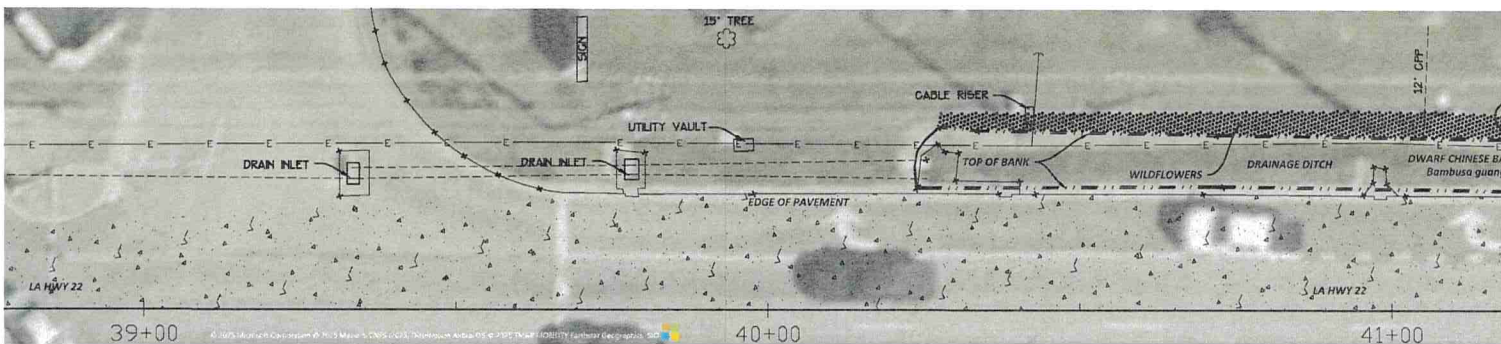 15" TREE
SIGN
12" CPP
CABLE RISER
UTILITY VAULT
E E E E E E E E E E E E E
DRAIN INLET
DRAIN INLET
TOP OF BANK
WILDFLOWERS
DRAINAGE DITCH
DWARF CHINESE BA
Bambusa guang
EDGE OF PAVEMENT
LA HWY 22
LA HWY 22
39+00
40+00
41+00